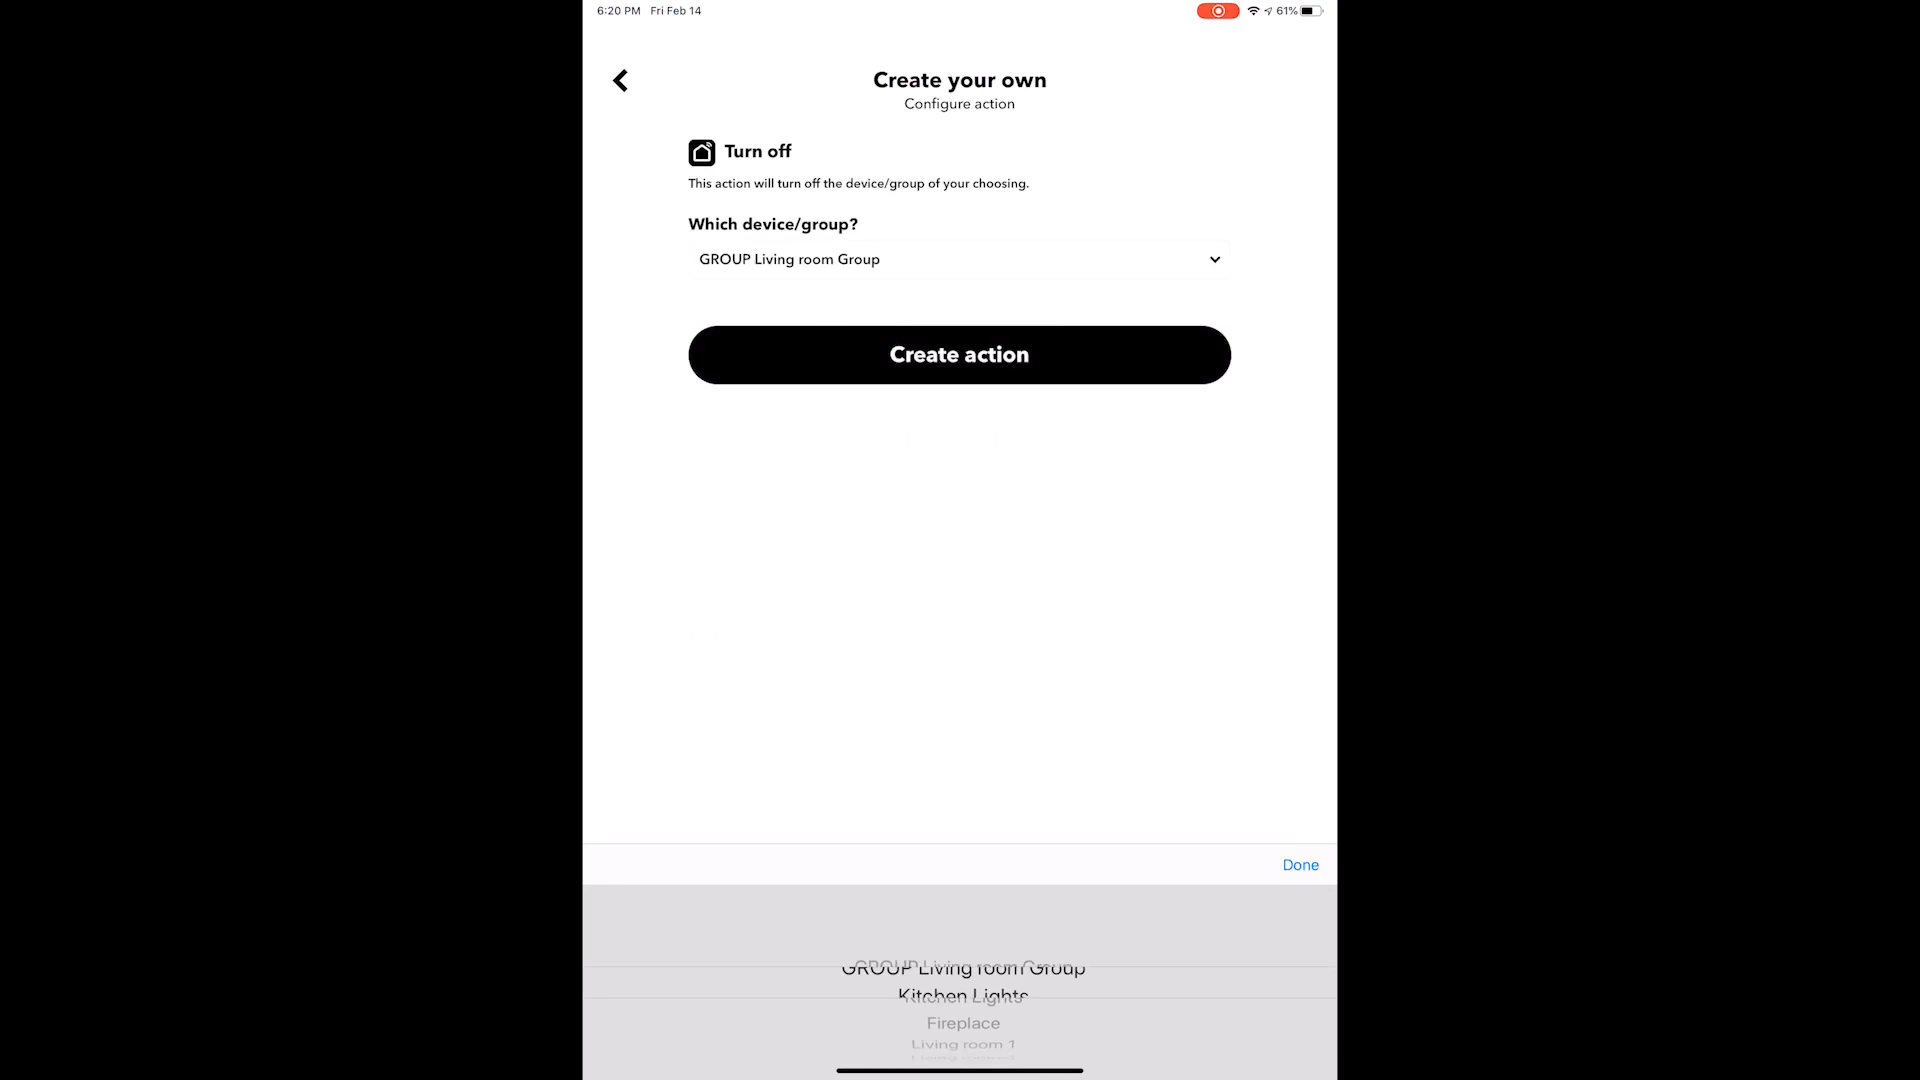 6:20 PM Fri Feb 14
61%
Create your own
Configure action
Turn off
This action will turn off the device/group of your choosing.
Which device/group?
GROUP Living room Group
Create action
Done
GROUP Living room Group
Kitchen Lights
Fireplace
Living room 1